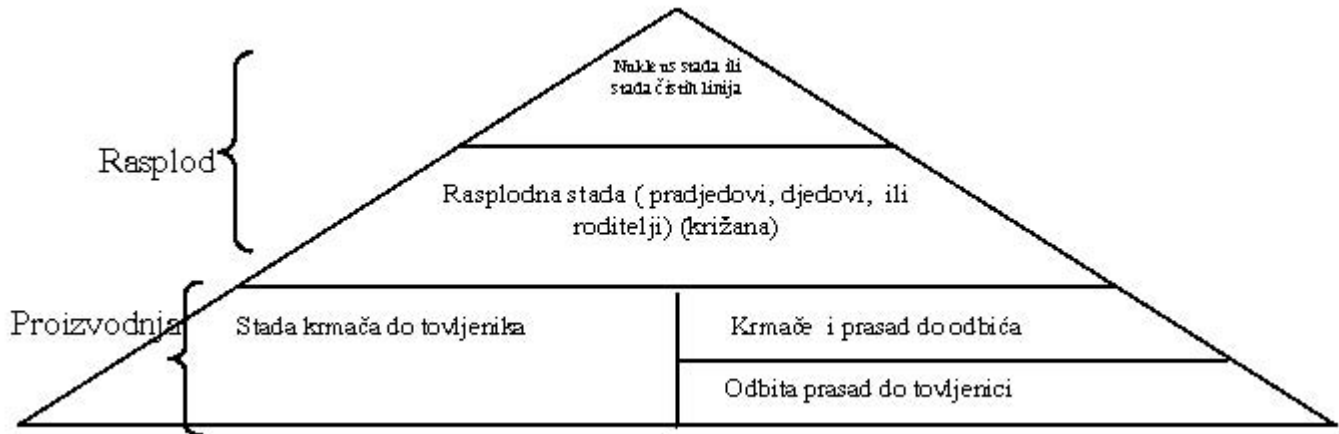 Nukleus stada ili
stada čistih linija
Rasplod
Rasplodna stada ( pradjedovi, djedovi, ili
roditelji) (križana)
Proizvodnja
Stada krmača do tovljenika
Krmače i prasad do odbića
Odbita prasad do tovljenici